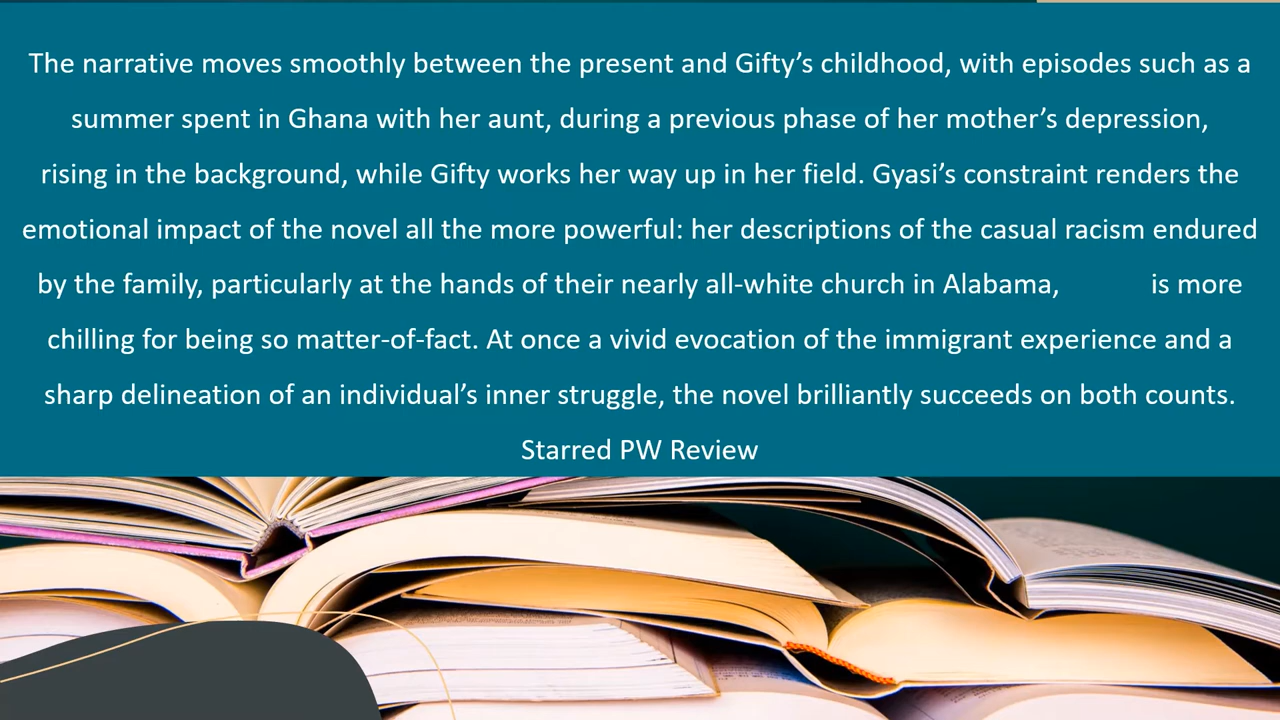 The narrative moves smoothly between the present and Gifty’s childhood, with episodes such as a
summer spent in Ghana with her aunt, during a previous phase of her mother’s depression,
rising in the background, while Gifty works her way up in her field. Gyasi’s constraint renders the
emotional impact of the novel all the more powerful: her descriptions of the casual racism endured
by the family, particularly at the hands of their nearly all-white church in Alabama, is more
chilling for being so matter-of-fact. At once a vivid evocation of the immigrant experience and a
sharp delineation of an individual’s inner struggle, the novel brilliantly succeeds on both counts.
Starred PW Review